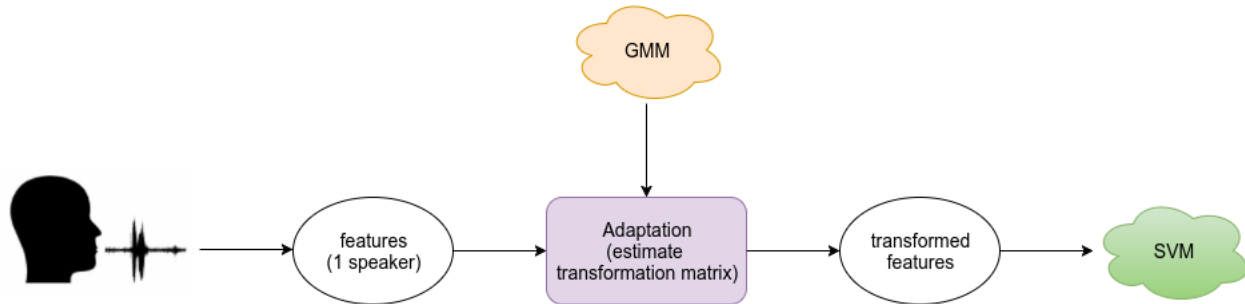 GMM
features
(1 speaker)
Adaptation
(estimate
transformation matrix)
transformed
features
SVM